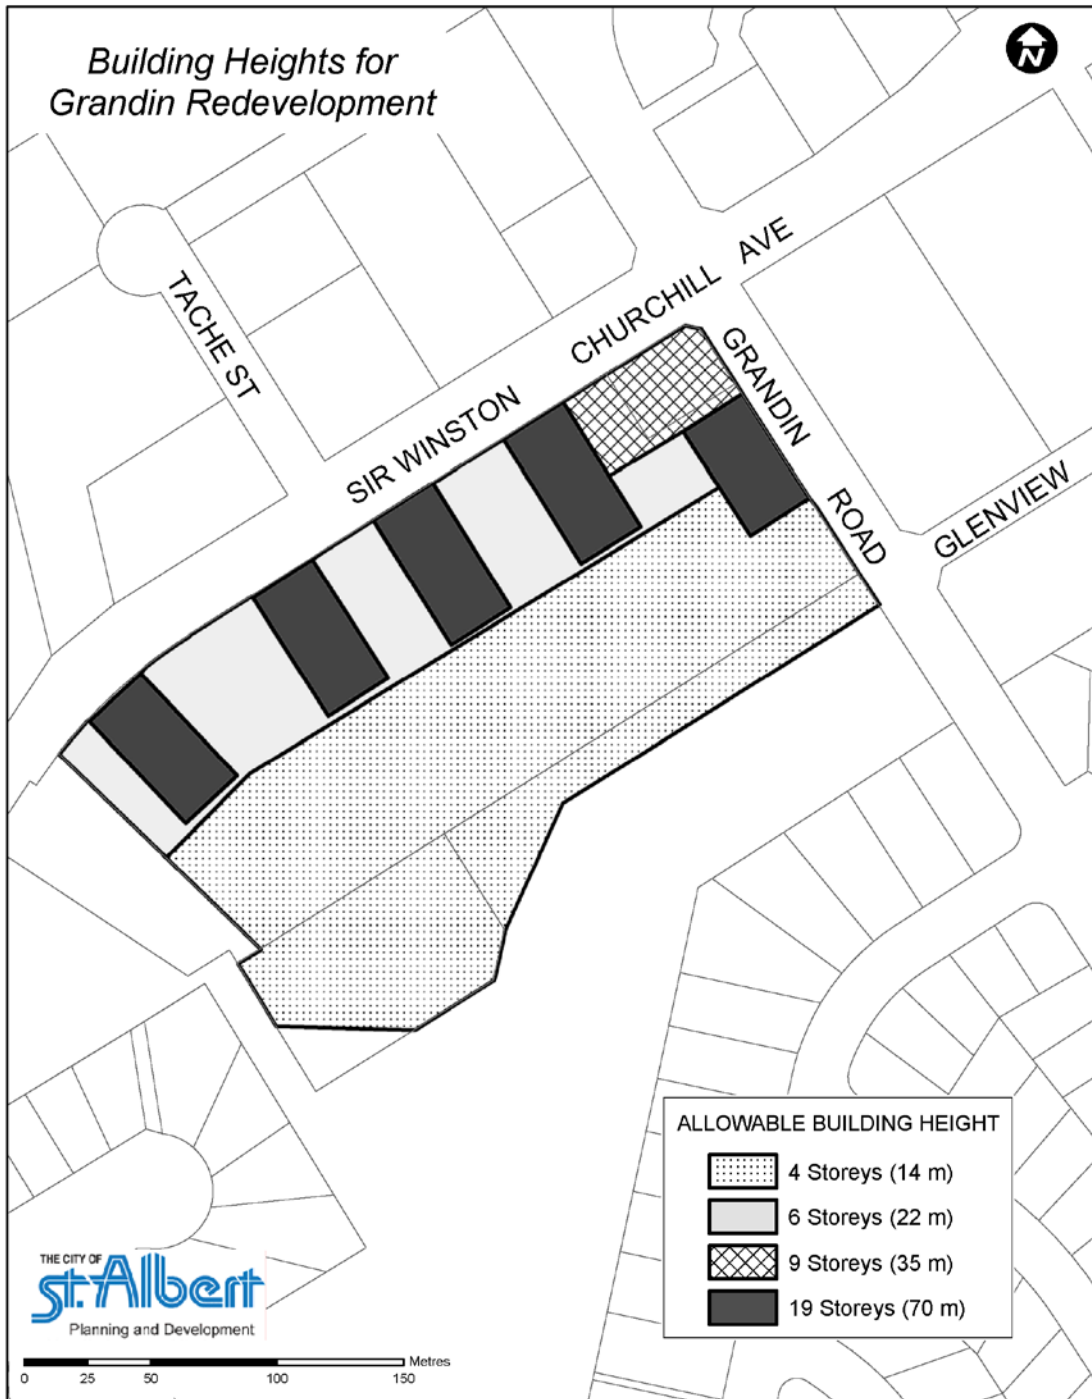 Building Heights for
Grandin Redevelopment
N
TACHE ST
SIR WINSTON CHURCHILL AVE
GRANDIN ROAD
GLENVIEW
ALLOWABLE BUILDING HEIGHT
4 Storeys (14 m)
6 Storeys (22 m)
9 Storeys (35 m)
19 Storeys (70 m)
THE CITY OF
St. Albert
Planning and Development
Metres
0 25 50 100 150